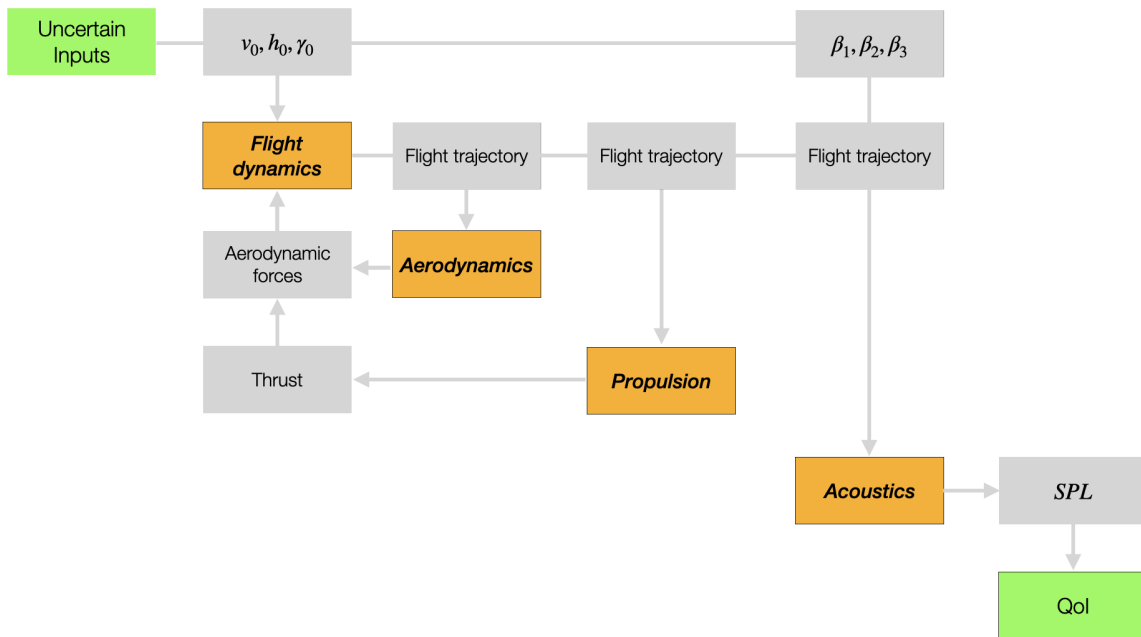 Uncertain
Inputs
v₀, h₀, γ₀
β₁, β₂, β₃
Flight
dynamics
Flight trajectory
Flight trajectory
Flight trajectory
Aerodynamic
forces
Aerodynamics
Thrust
Propulsion
Acoustics
SPL
QoI